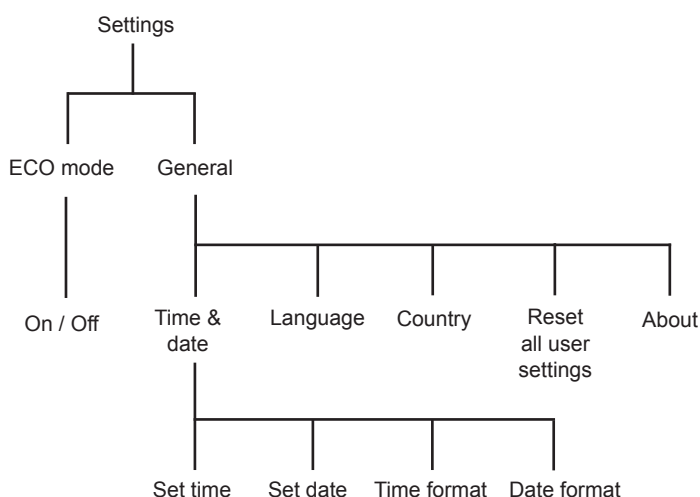 Settings
ECO mode
General
On / Off
Time &
date
Language
Country
Reset
all user
settings
About
Set time
Set date
Time format
Date format